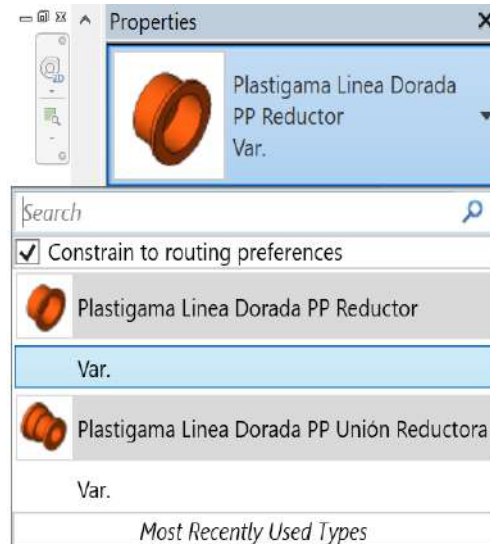 Properties
Plastigama Linea Dorada
PP Reductor
Var.
2D
Search
Constrain to routing preferences
Plastigama Linea Dorada PP Reductor
Var.
Plastigama Linea Dorada PP Unión Reductora
Var.
Most Recently Used Types